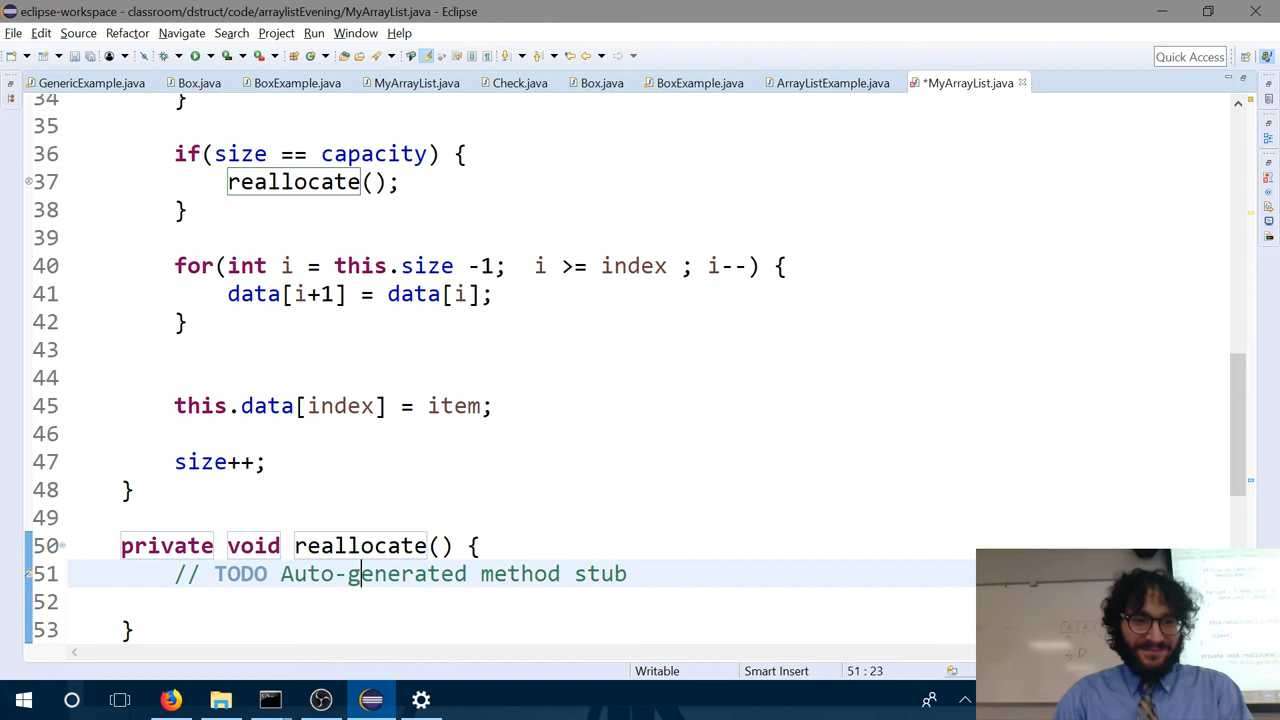 eclipse-workspace - classroom/dstruct/code/arraylistEvening/MyArrayList.java - Eclipse
File Edit Source Refactor Navigate Search Project Run Window Help
Quick Access
GenericExample.java Box.java BoxExample.java MyArrayList.java Check.java Box.java BoxExample.java ArrayListExample.java *MyArrayList.java
34 }
35
36 if(size == capacity) {
37 reallocate();
38 }
39
40 for(int i = this.size -1; i >= index ; i--) {
41 data[i+1] = data[i];
42 }
43
44
45 this.data[index] = item;
46
47 size++;
48 }
49
50 private void reallocate() {
51 // TODO Auto-generated method stub
52
53 }
Writable Smart Insert 51 : 23